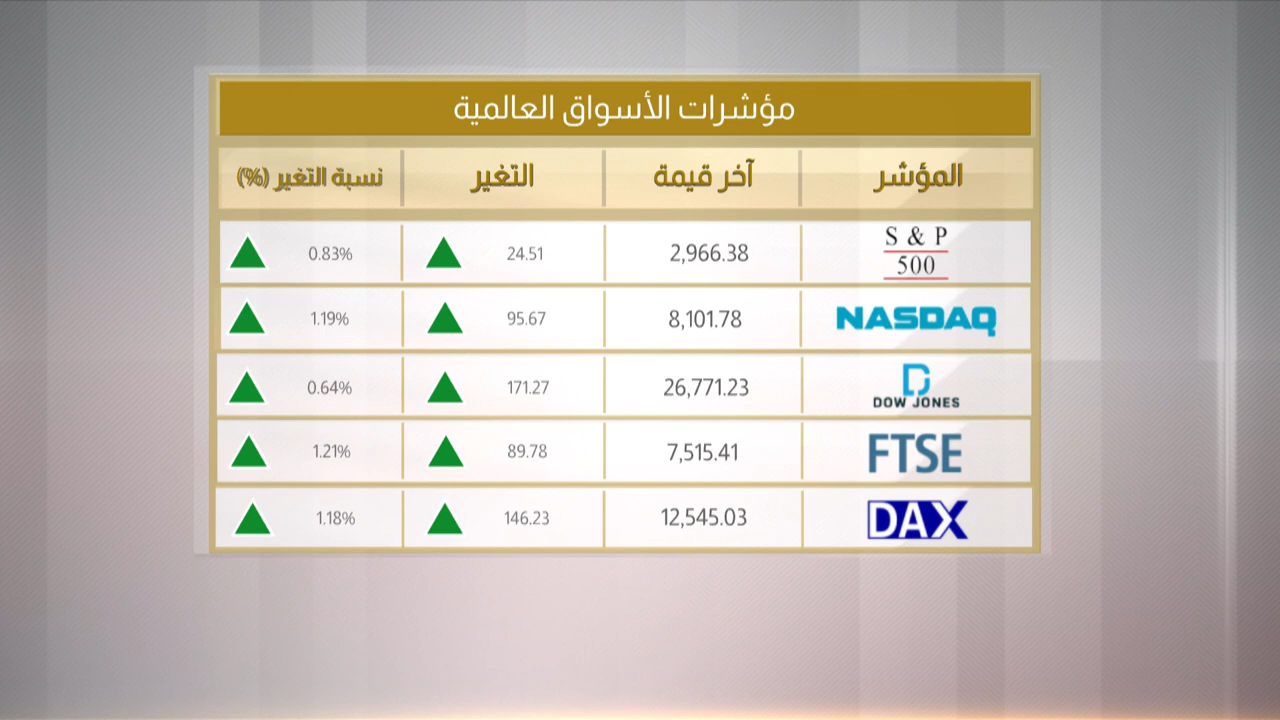 مؤشرات الأسواق العالمية
المؤشر آخر قيمة التغير نسبة التغير (%)
S & P
500 2,966.38 24.51 0.83%
NASDAQ 8,101.78 95.67 1.19%
DOW JONES 26,771.23 171.27 0.64%
FTSE 7,515.41 89.78 1.21%
DAX 12,545.03 146.23 1.18%